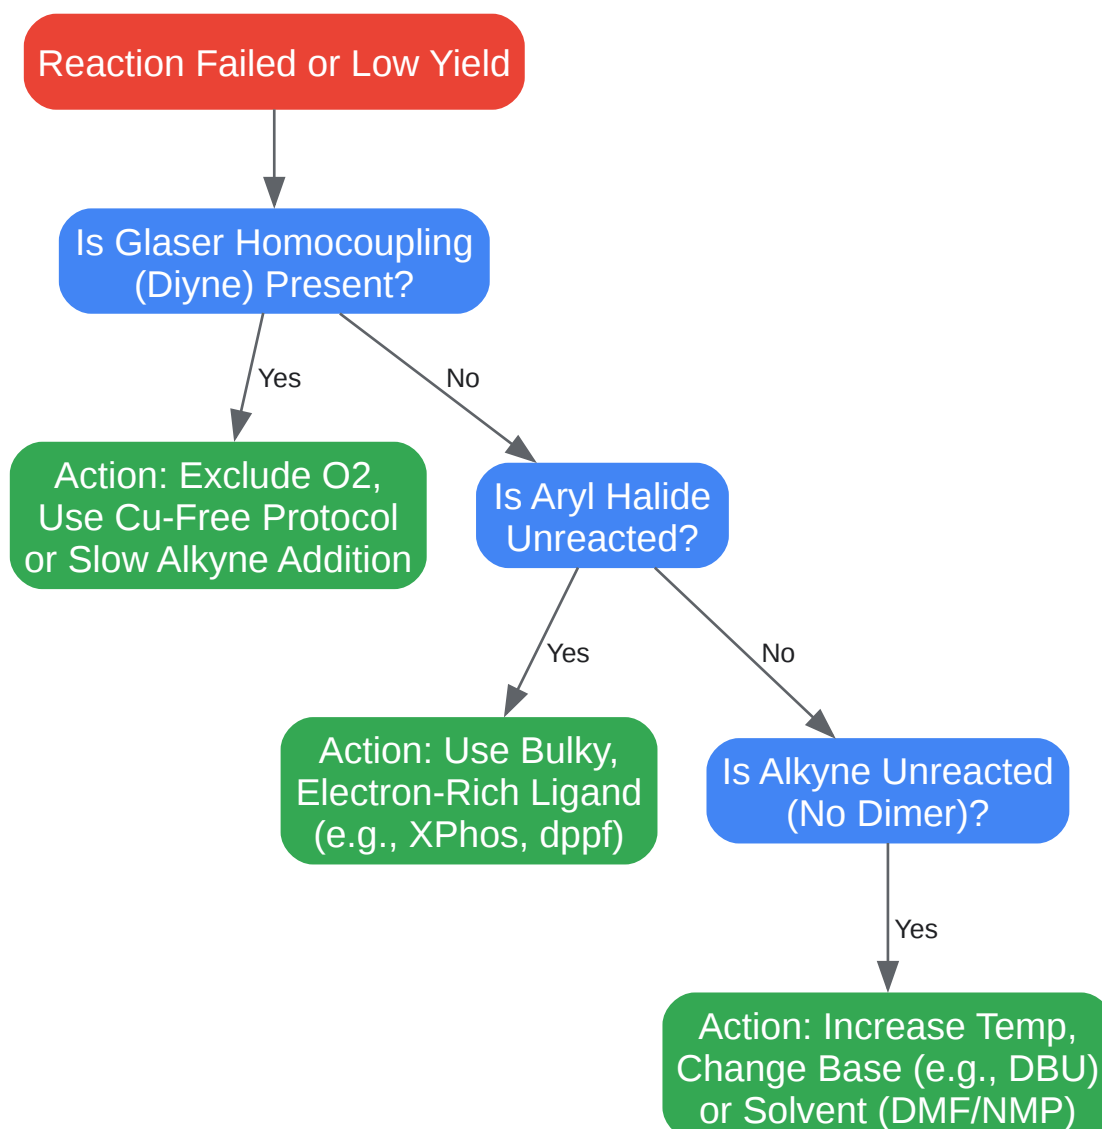 Reaction Failed or Low Yield
Is Glaser Homocoupling
(Diyne) Present?
Yes
No
Action: Exclude O2,
Use Cu-Free Protocol
or Slow Alkyne Addition
Is Aryl Halide
Unreacted?
Yes
No
Action: Use Bulky,
Electron-Rich Ligand
(e.g., XPhos, dppf)
Is Alkyne Unreacted
(No Dimer)?
Yes
Action: Increase Temp,
Change Base (e.g., DBU)
or Solvent (DMF/NMP)